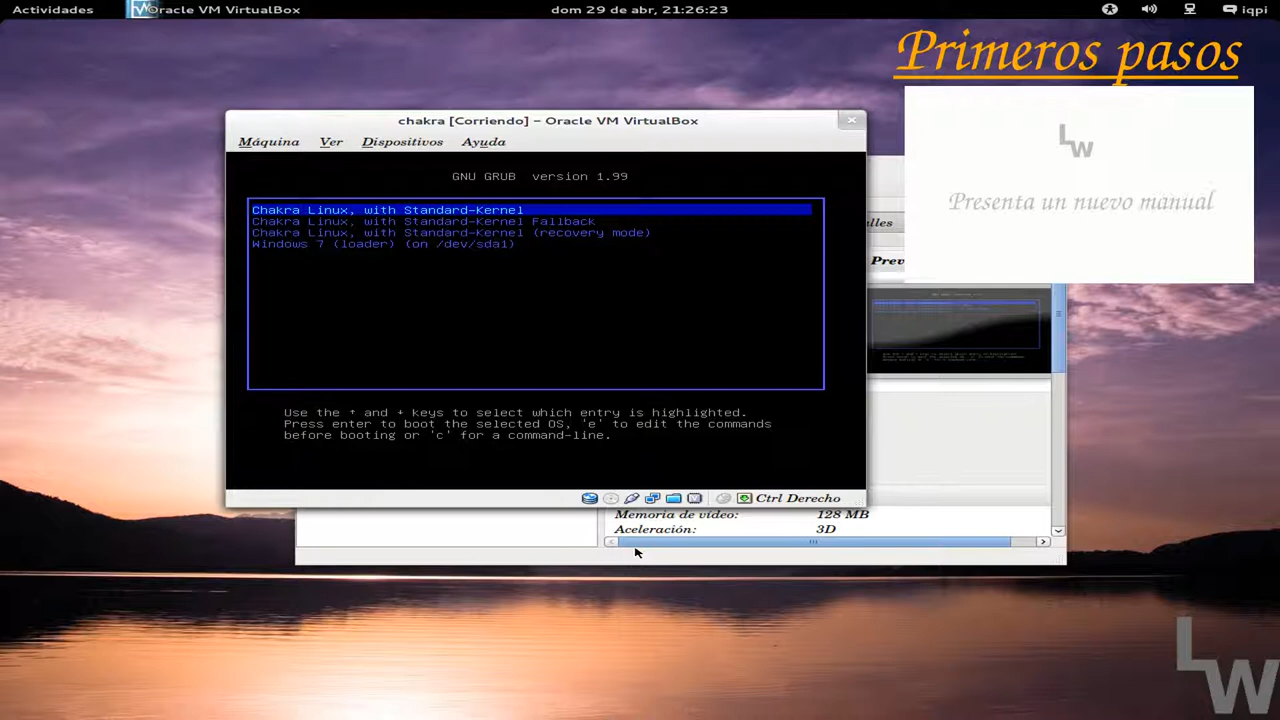 Actividades
Oracle VM VirtualBox
dom 29 de abr, 21:26:23
iqpi
Primeros pasos
LW
Presenta un nuevo manual
chakra [Corriendo] – Oracle VM VirtualBox
Máquina Ver Dispositivos Ayuda
GNU GRUB version 1.99
Chakra Linux, with Standard-Kernel
Chakra Linux, with Standard-Kernel Fallback
Chakra Linux, with Standard-Kernel (recovery mode)
Windows 7 (loader) (on /dev/sda1)
Use the ↑ and ↓ keys to select which entry is highlighted.
Press enter to boot the selected OS, 'e' to edit the commands
before booting or 'c' for a command-line.
Ctrl Derecho
alles
Prev
Memoria de vídeo: 128 MB
Aceleración: 3D
LW